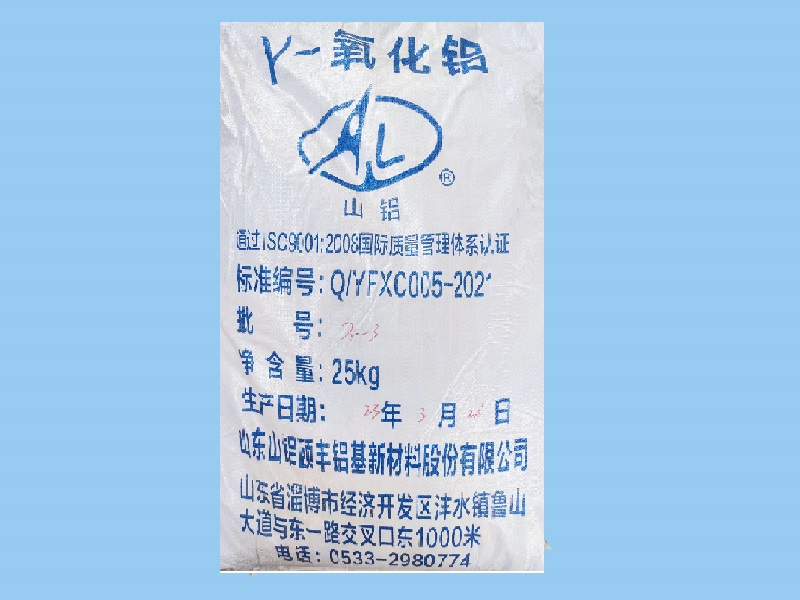 γ-氧化铝
AL
®
山铝
通过ISO9001:2008国际质量管理体系认证
标准编号:Q/YFXC005-2021
批 号:
净含量:25kg
生产日期: 23年 3月 日
山东山铝硕丰铝基新材料股份有限公司
山东省淄博市经济开发区沣水镇鲁山
大道与东一路交叉口东1000米
电话:0533-2980774